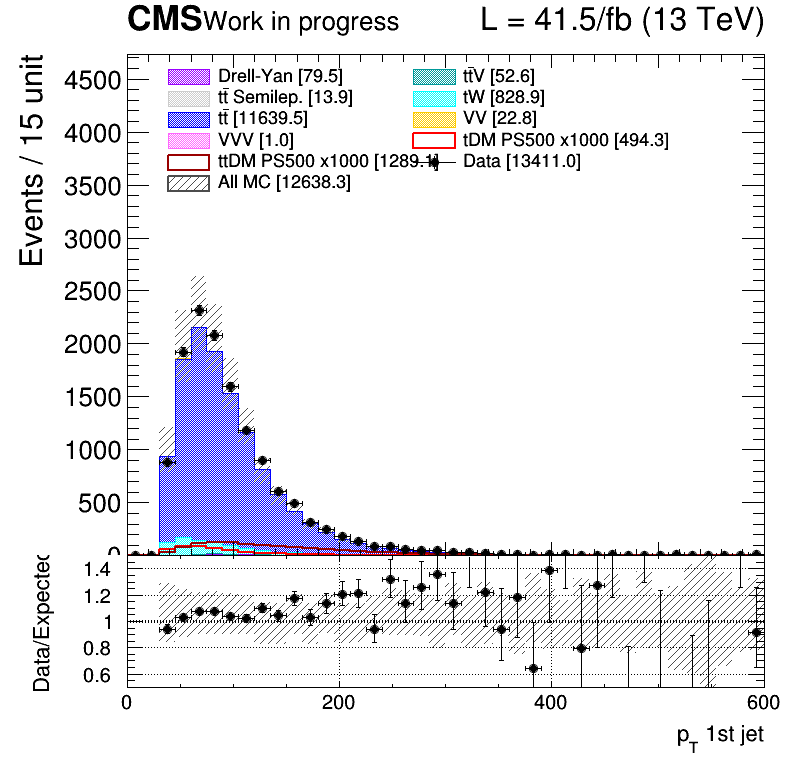 CMS Work in progress L = 41.5/fb (13 TeV)
Events / 15 unit
4500
4000
3500
3000
2500
2000
1500
1000
500
0
Drell-Yan [79.5] tt̄V [52.6]
tt̄ Semilep. [13.9] tW [828.9]
tt̄ [11639.5] VV [22.8]
VVV [1.0] tDM PS500 x1000 [494.3]
ttDM PS500 x1000 [1289.1] Data [13411.0]
All MC [12638.3]
Data/Expected
1.4
1.2
1
0.8
0.6
0 200 400 600
p_T 1st jet